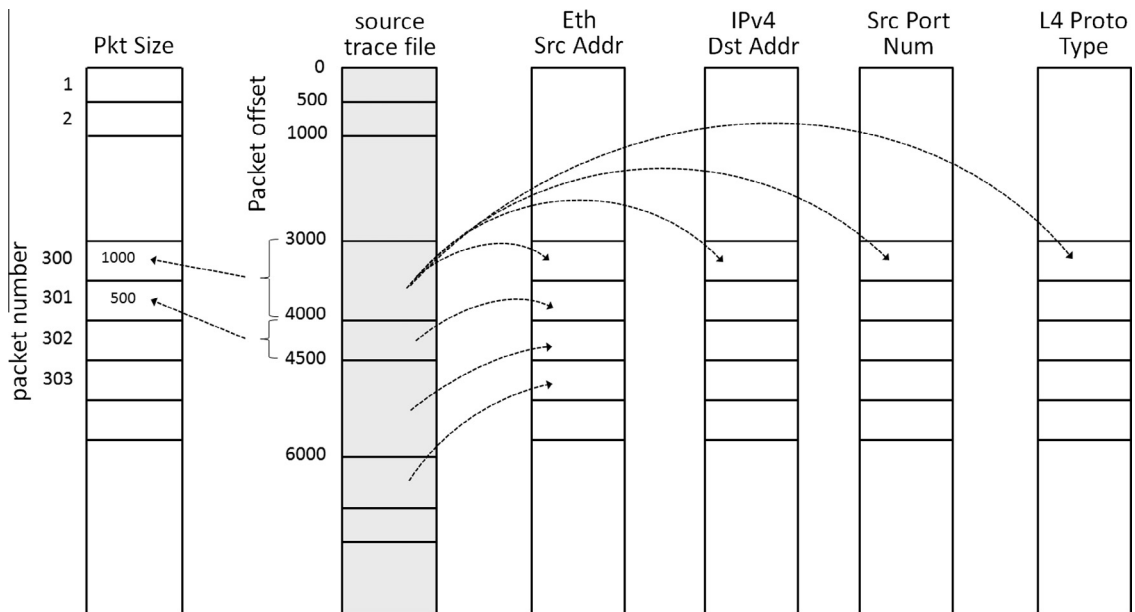 Pkt Size
source
trace file
Eth
Src Addr
IPv4
Dst Addr
Src Port
Num
L4 Proto
Type
packet number
1
2
300
301
302
303
1000
500
Packet offset
0
500
1000
3000
4000
4500
6000